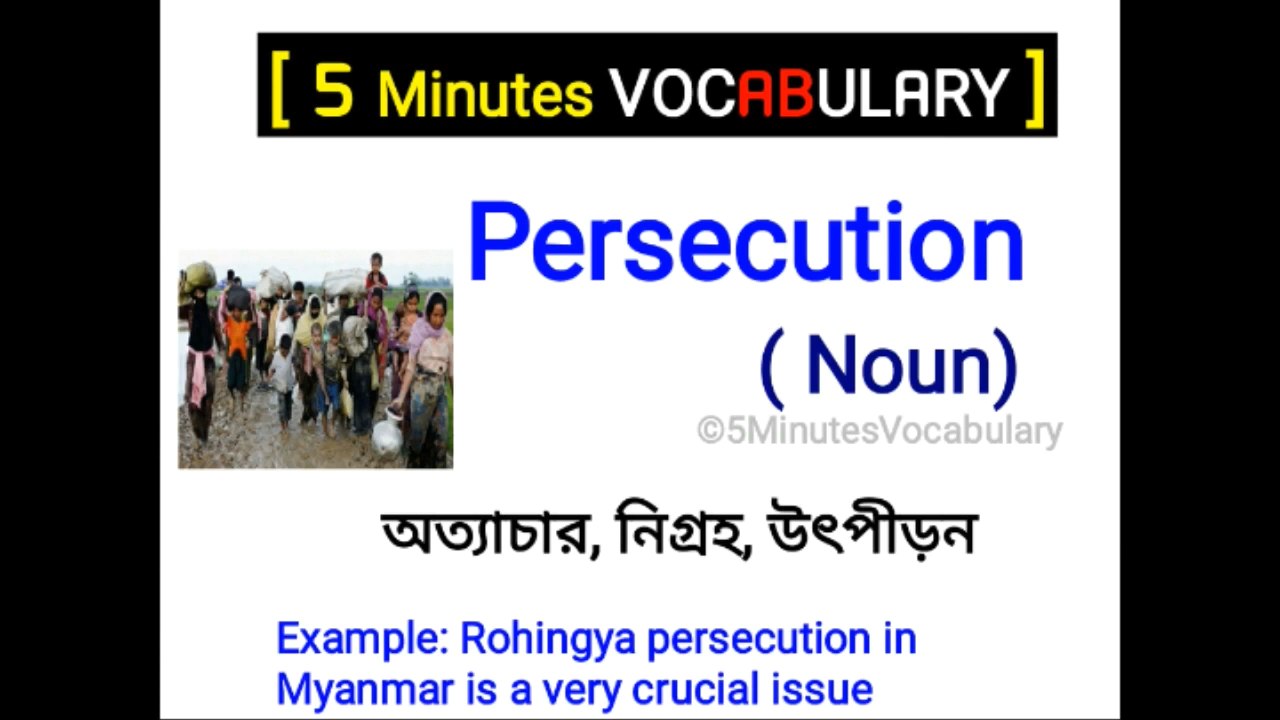 [ 5 Minutes VOCABULARY ]
Persecution
( Noun)
©5MinutesVocabulary
অত্যাচার, নিগ্রহ, উৎপীড়ন
Example: Rohingya persecution in
Myanmar is a very crucial issue